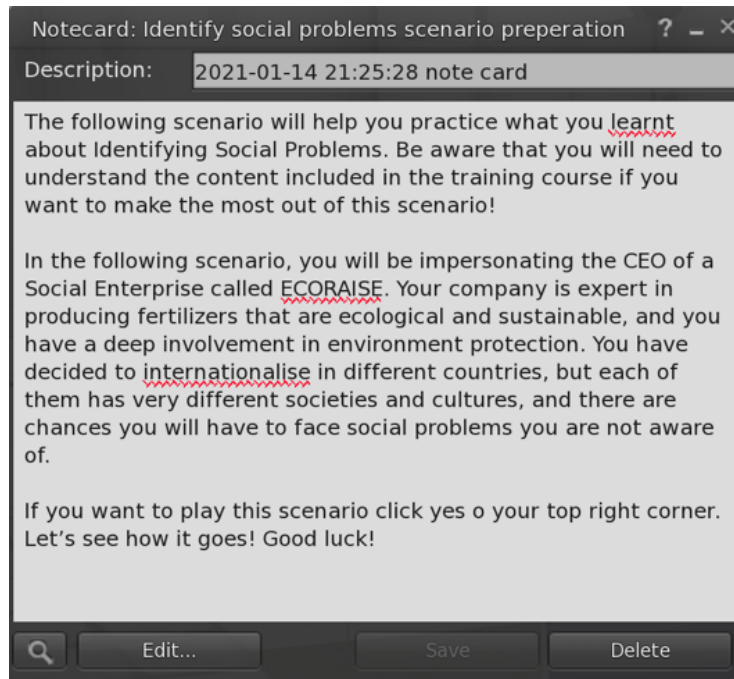 Notecard: Identify social problems scenario preperation ? _ ×
Description: 2021-01-14 21:25:28 note card
The following scenario will help you practice what you learnt
about Identifying Social Problems. Be aware that you will need to
understand the content included in the training course if you
want to make the most out of this scenario!
In the following scenario, you will be impersonating the CEO of a
Social Enterprise called ECORAISE. Your company is expert in
producing fertilizers that are ecological and sustainable, and you
have a deep involvement in environment protection. You have
decided to internationalise in different countries, but each of
them has very different societies and cultures, and there are
chances you will have to face social problems you are not aware
of.
If you want to play this scenario click yes o your top right corner.
Let's see how it goes! Good luck!
Edit... Save Delete